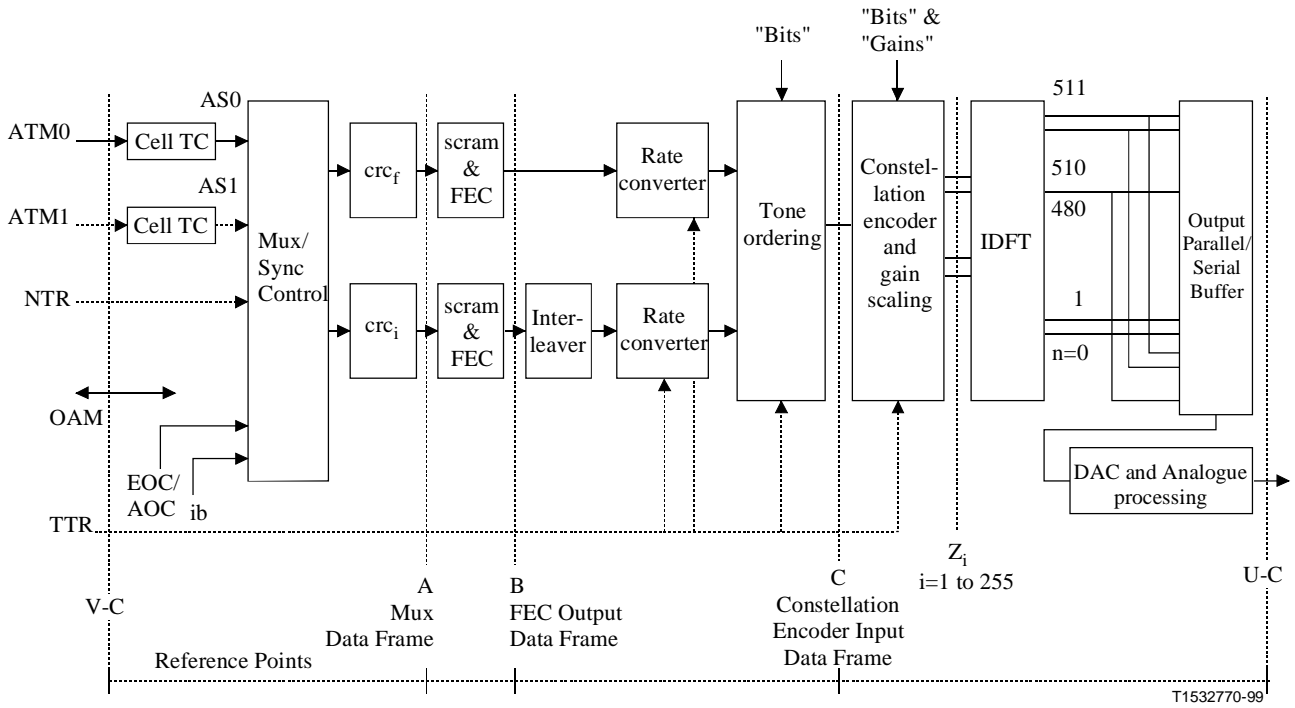 "Bits"
"Bits" &
"Gains"
AS0
ATM0
Cell TC
AS1
ATM1
Cell TC
NTR
OAM
EOC/
AOC
ib
TTR
Mux/
Sync
Control
crcf
crci
scram
&
FEC
scram
&
FEC
Inter-
leaver
Rate
converter
Rate
converter
Tone
ordering
Constel-
lation
encoder
and
gain
scaling
IDFT
511
510
480
1
n=0
Output
Parallel/
Serial
Buffer
DAC and Analogue
processing
Zi
i=1 to 255
V-C
A
Mux
Data Frame
B
FEC Output
Data Frame
C
Constellation
Encoder Input
Data Frame
U-C
Reference Points
T1532770-99